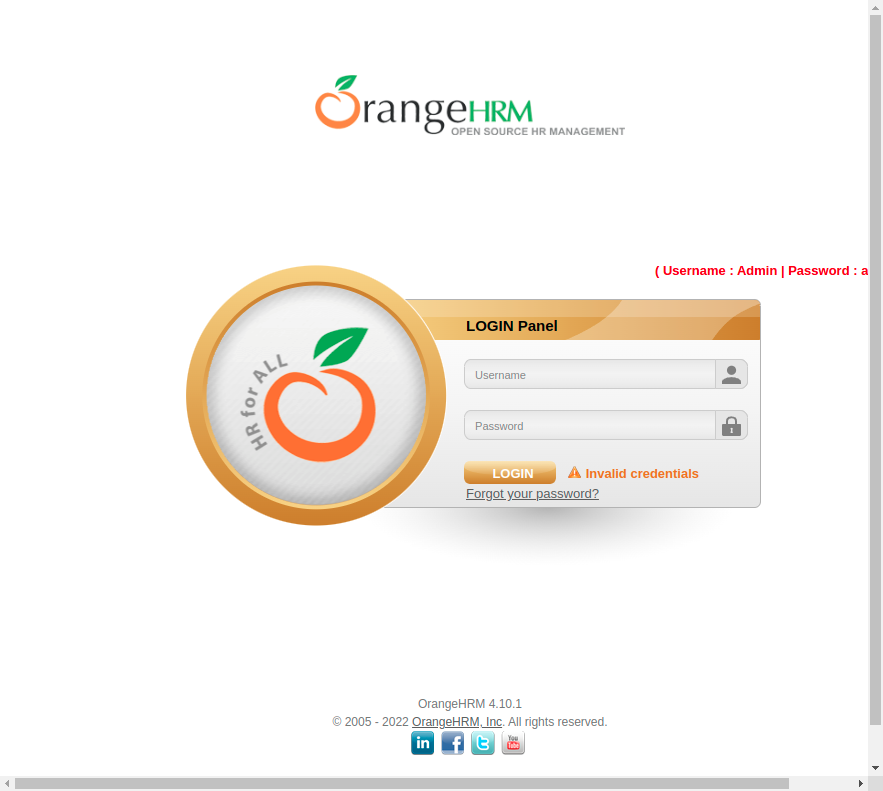 OrangeHRM
OPEN SOURCE HR MANAGEMENT
( Username : Admin | Password : a
LOGIN Panel
HR for ALL
Username
Password
LOGIN
Invalid credentials
Forgot your password?
OrangeHRM 4.10.1
© 2005 - 2022 OrangeHRM, Inc. All rights reserved.
in f t You Tube